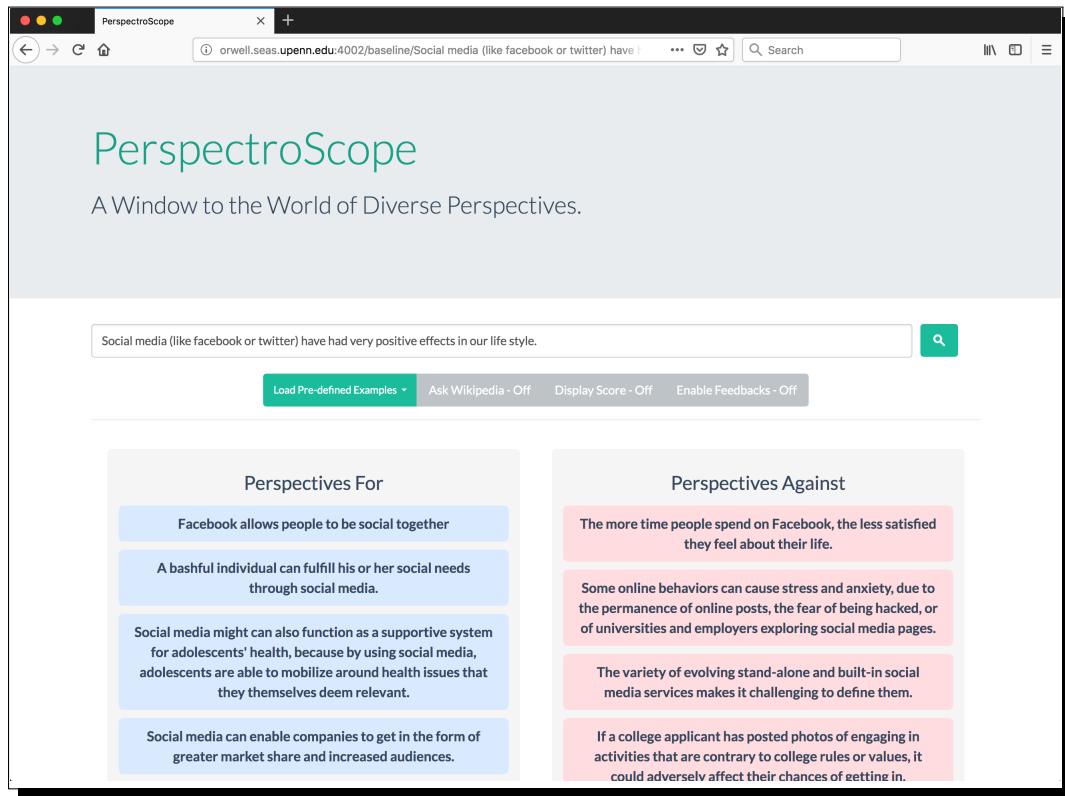 PerspectroScope
orwell.seas.upenn.edu:4002/baseline/Social media (like facebook or twitter) have
Search
PerspectroScope
A Window to the World of Diverse Perspectives.
Social media (like facebook or twitter) have had very positive effects in our life style.
Load Pre-defined Examples Ask Wikipedia - Off Display Score - Off Enable Feedbacks - Off
Perspectives For
Facebook allows people to be social together
A bashful individual can fulfill his or her social needs
through social media.
Social media might can also function as a supportive system
for adolescents' health, because by using social media,
adolescents are able to mobilize around health issues that
they themselves deem relevant.
Social media can enable companies to get in the form of
greater market share and increased audiences.
Perspectives Against
The more time people spend on Facebook, the less satisfied
they feel about their life.
Some online behaviors can cause stress and anxiety, due to
the permanence of online posts, the fear of being hacked, or
of universities and employers exploring social media pages.
The variety of evolving stand-alone and built-in social
media services makes it challenging to define them.
If a college applicant has posted photos of engaging in
activities that are contrary to college rules or values, it
could adversely affect their chances of getting in.